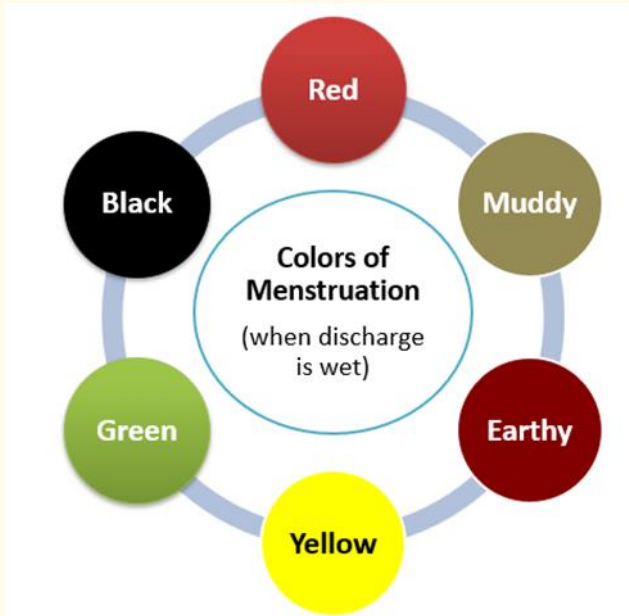 Red
Muddy
Earthy
Yellow
Green
Black
Colors of
Menstruation
(when discharge
is wet)